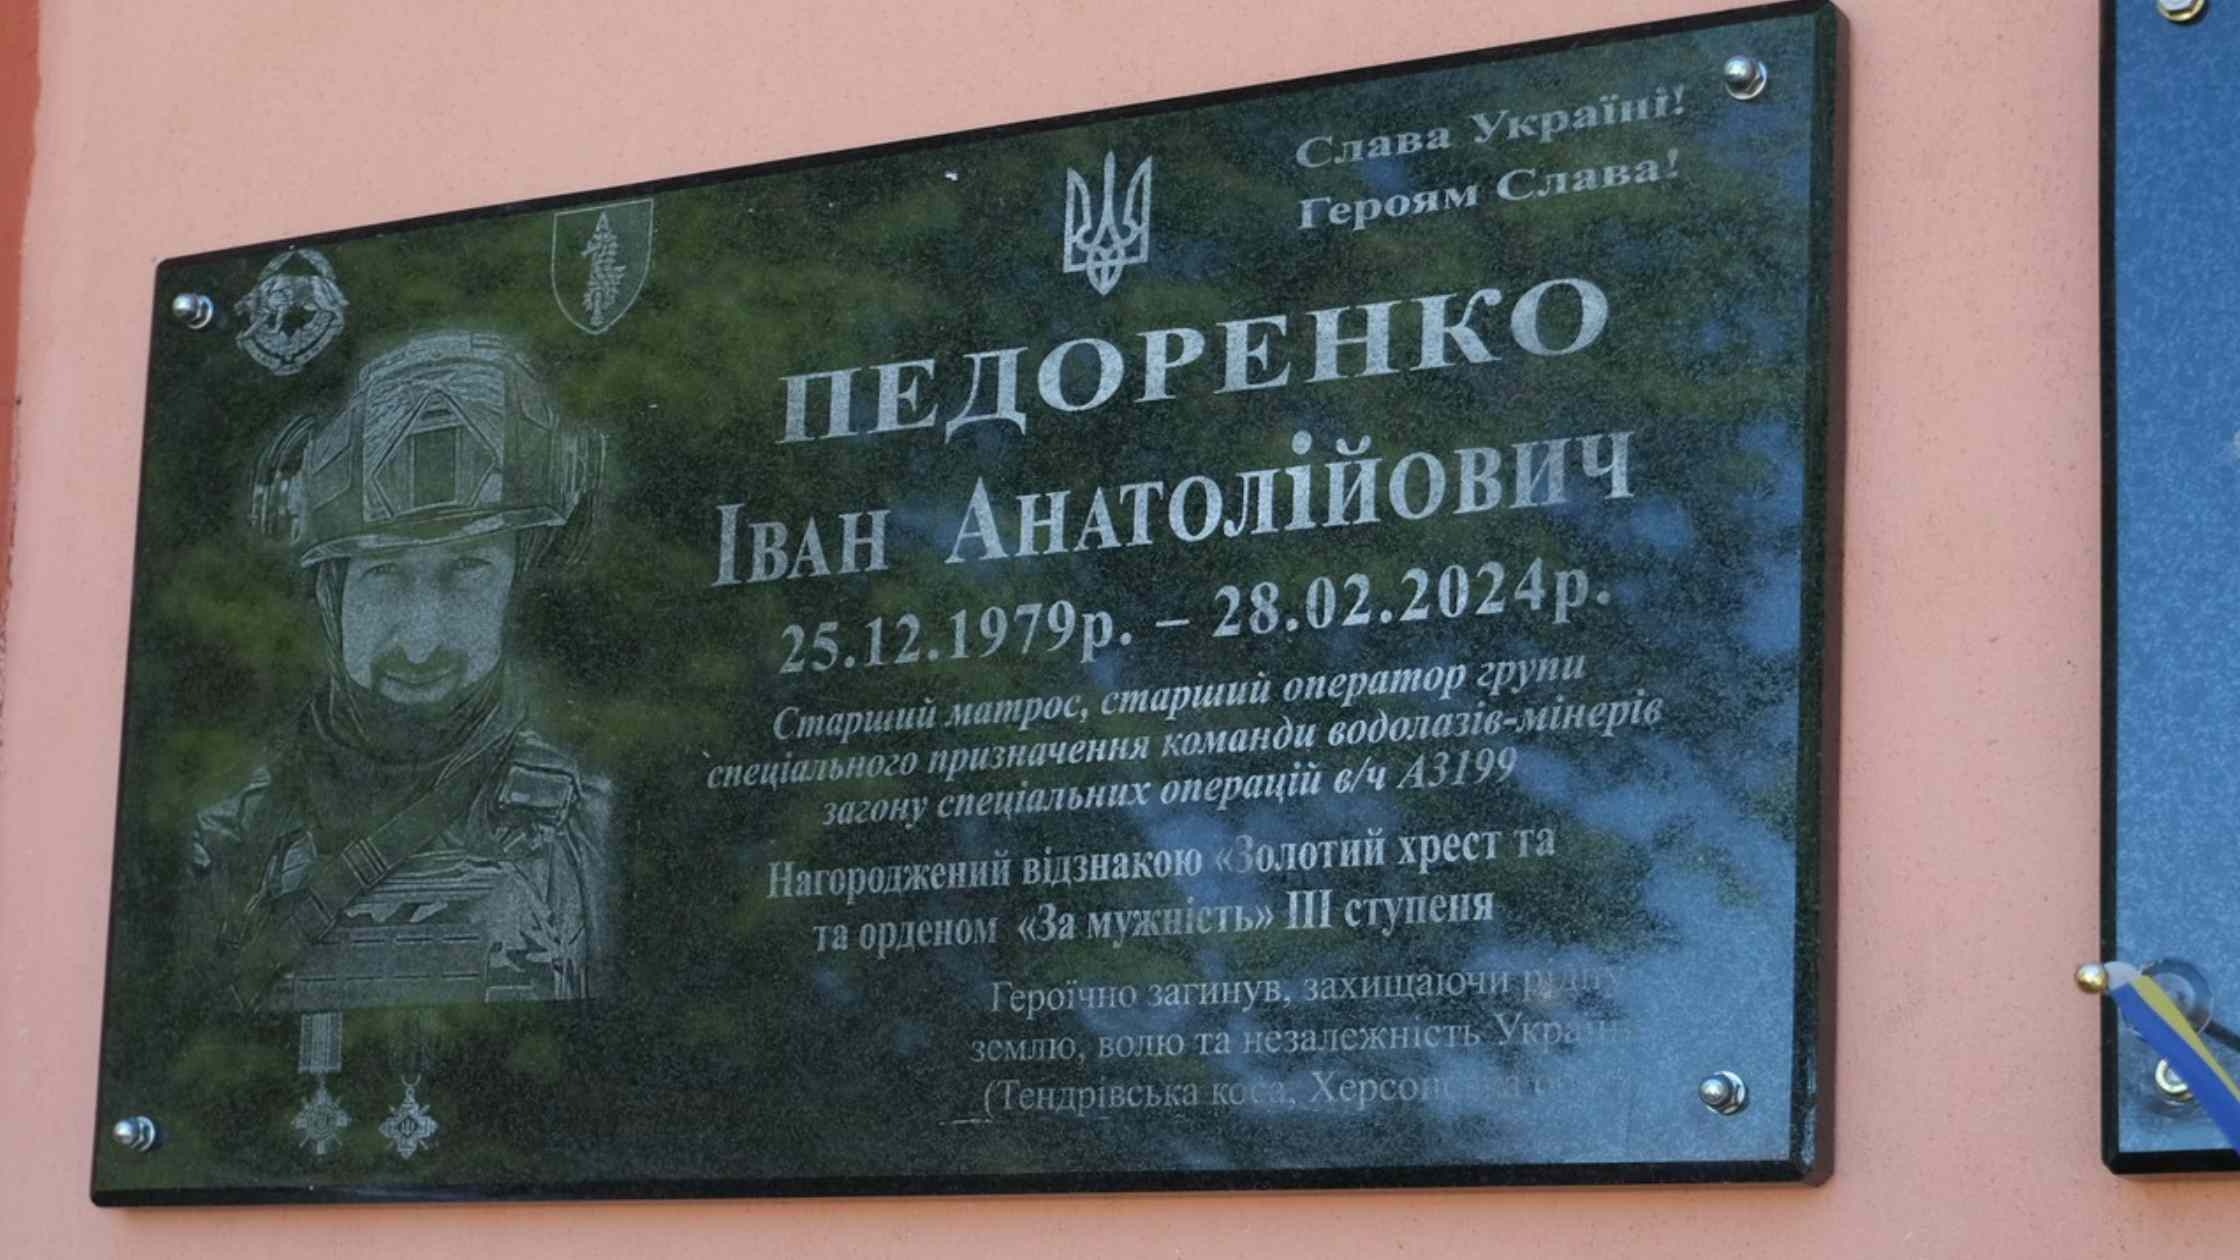 Слава Україні!
Героям Слава!
ПЕДОРЕНКО
Іван Анатолійович
25.12.1979р. – 28.02.2024р.
Старший матрос, старший оператор групи
спеціального призначення команди водолазів-мінерів
загону спеціальних операцій в/ч А3199
Нагороджений відзнакою «Золотий хрест та
та орденом «За мужність» ІІІ ступеня
Героїчно загинув, захищаючи рідну
землю, волю та незалежність
(Тендрівська коса,